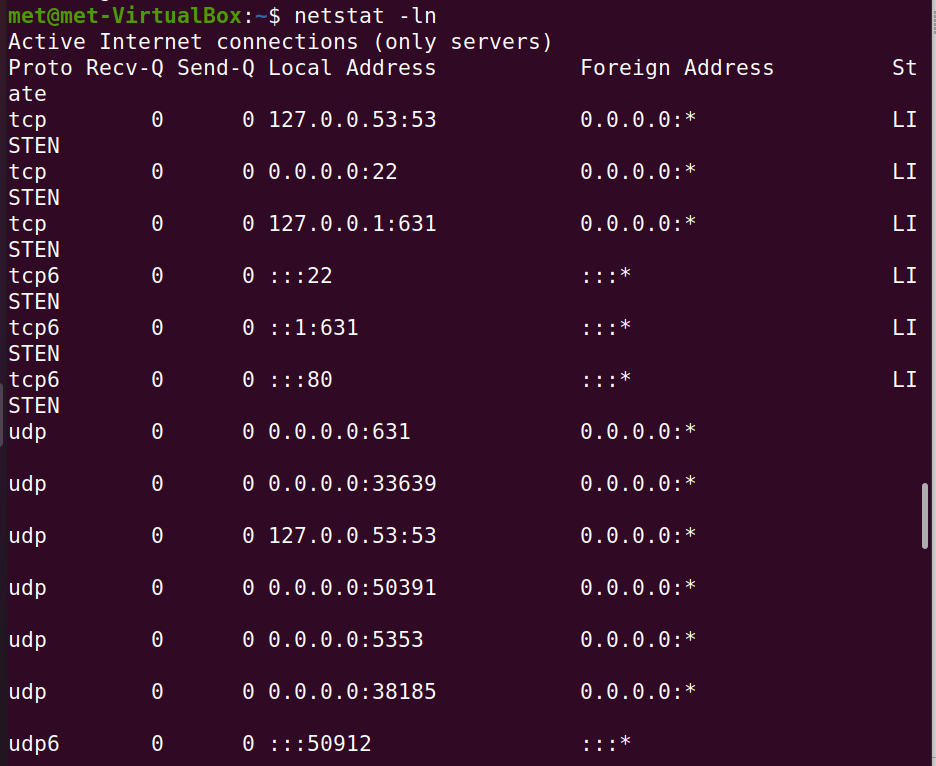 met@met-VirtualBox:~$ netstat -ln
Active Internet connections (only servers)
Proto Recv-Q Send-Q Local Address           Foreign Address         St
ate
tcp        0      0 127.0.0.53:53           0.0.0.0:*               LI
STEN
tcp        0      0 0.0.0.0:22              0.0.0.0:*               LI
STEN
tcp        0      0 127.0.0.1:631           0.0.0.0:*               LI
STEN
tcp6       0      0 :::22                   :::*                    LI
STEN
tcp6       0      0 ::1:631                 :::*                    LI
STEN
tcp6       0      0 :::80                   :::*                    LI
STEN
udp        0      0 0.0.0.0:631             0.0.0.0:*
udp        0      0 0.0.0.0:33639           0.0.0.0:*
udp        0      0 127.0.0.53:53           0.0.0.0:*
udp        0      0 0.0.0.0:50391           0.0.0.0:*
udp        0      0 0.0.0.0:5353            0.0.0.0:*
udp        0      0 0.0.0.0:38185           0.0.0.0:*
udp6       0      0 :::50912                :::*